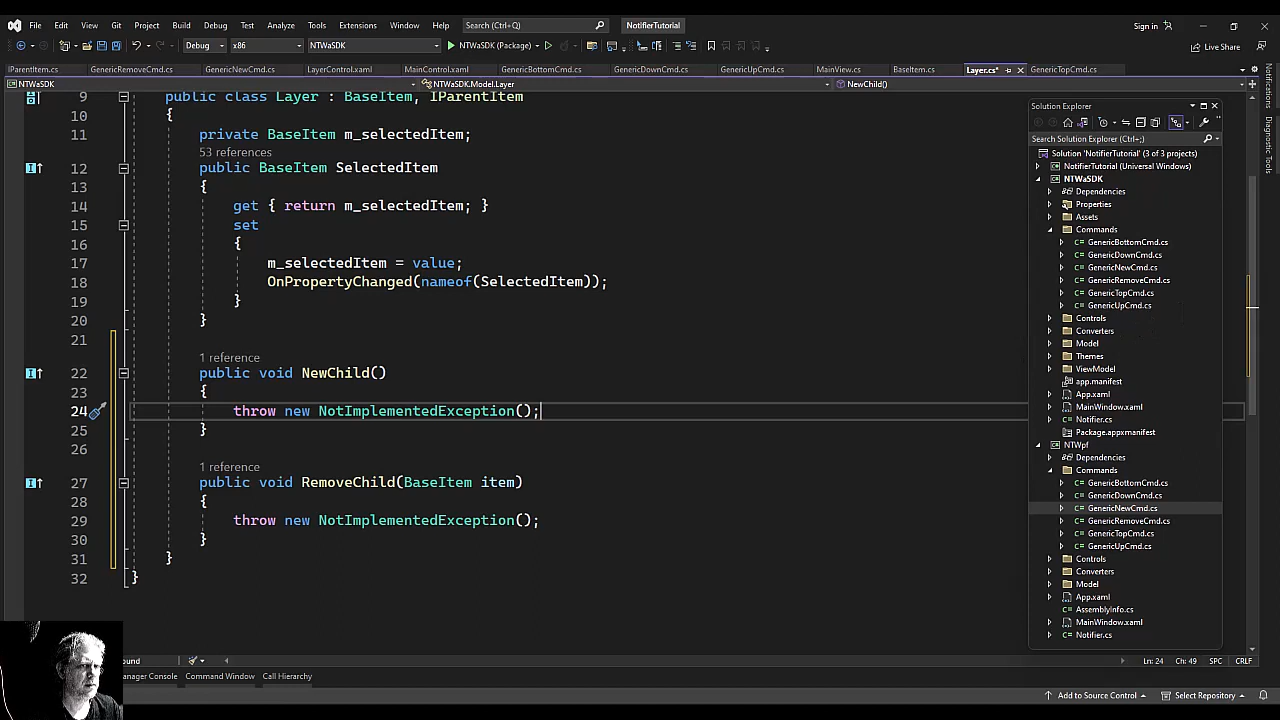 File Edit View Git Project Build Debug Test Analyze Tools Extensions Window Help Search (Ctrl+Q) NotifierTutorial Sign in
Debug x86 NTWaSDK NTWaSDK (Package) Live Share
IParentItem.cs GenericRemoveCmd.cs GenericNewCmd.cs LayerControl.xaml MainControl.xaml GenericBottomCmd.cs GenericDownCmd.cs GenericUpCmd.cs MainView.cs BaseItem.cs Layer.cs* GenericTopCmd.cs
NTWaSDK NTWaSDK.Model.Layer NewChild()
9 public class Layer : BaseItem, IParentItem
10 {
11 private BaseItem m_selectedItem;
53 references
12 public BaseItem SelectedItem
13 {
14 get { return m_selectedItem; }
15 set
16 {
17 m_selectedItem = value;
18 OnPropertyChanged(nameof(SelectedItem));
19 }
20 }
21
1 reference
22 public void NewChild()
23 {
24 throw new NotImplementedException();
25 }
26
1 reference
27 public void RemoveChild(BaseItem item)
28 {
29 throw new NotImplementedException();
30 }
31 }
32 }
Solution Explorer
Search Solution Explorer (Ctrl+;)
Solution 'NotifierTutorial' (3 of 3 projects)
NotifierTutorial (Universal Windows)
NTWaSDK
Dependencies
Properties
Assets
Commands
GenericBottomCmd.cs
GenericDownCmd.cs
GenericNewCmd.cs
GenericRemoveCmd.cs
GenericTopCmd.cs
GenericUpCmd.cs
Controls
Converters
Model
Themes
ViewModel
app.manifest
App.xaml
MainWindow.xaml
Notifier.cs
Package.appxmanifest
NTWpf
Dependencies
Commands
GenericBottomCmd.cs
GenericDownCmd.cs
GenericNewCmd.cs
GenericRemoveCmd.cs
GenericTopCmd.cs
GenericUpCmd.cs
Controls
Converters
Model
App.xaml
AssemblyInfo.cs
MainWindow.xaml
Notifier.cs
Notifications
Diagnostic Tools
ound Ln: 24 Ch: 49 SPC CRLF
anager Console Command Window Call Hierarchy
Add to Source Control Select Repository